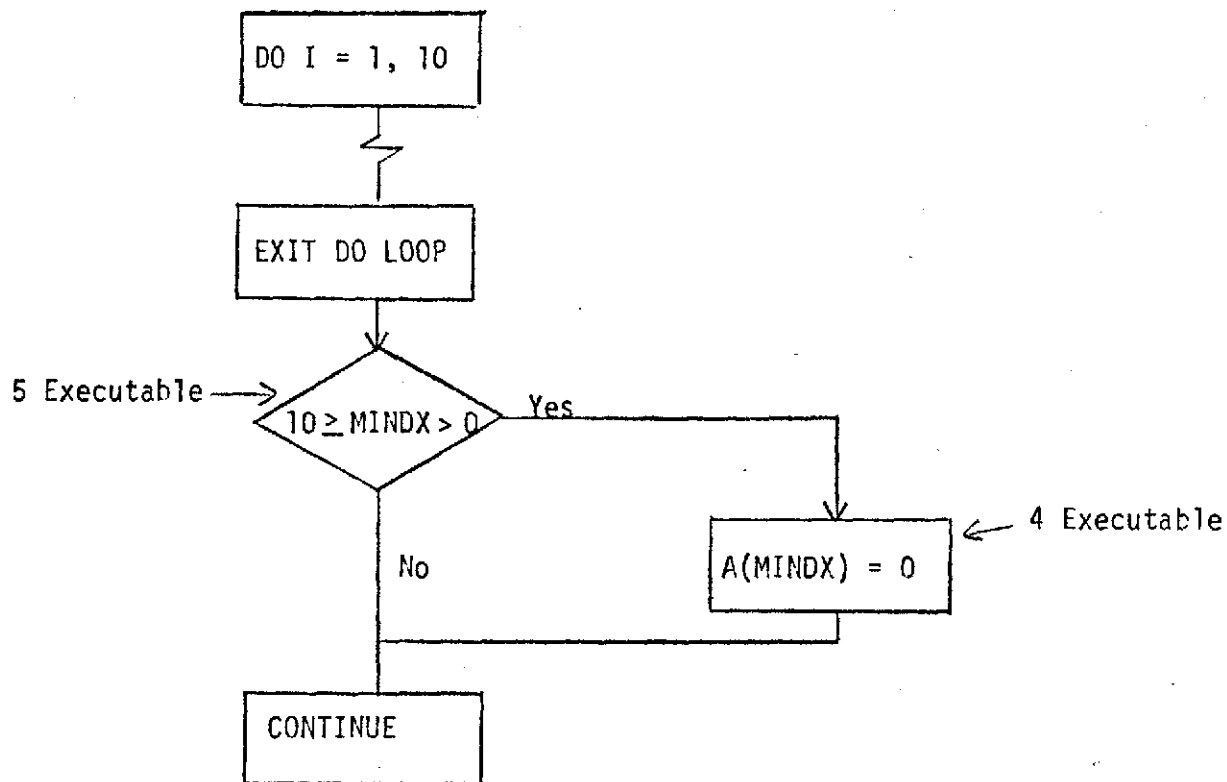 DO I = 1, 10
EXIT DO LOOP
5 Executable
10 ≥ MINDX > 0
Yes
4 Executable
No
A(MINDX) = 0
CONTINUE